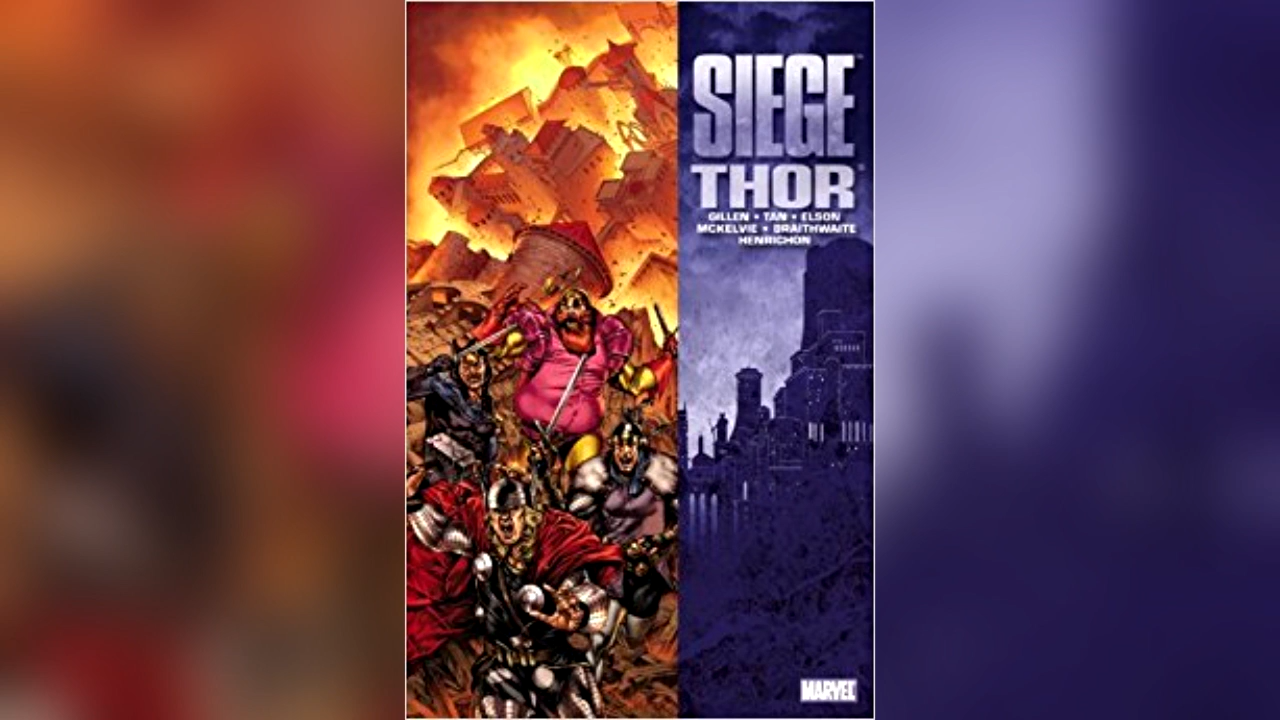 SIEGE
THOR
GILLEN • TAN • ELSON
MCKELVIE • BRAITHWAITE
HENRICHON
MARVEL